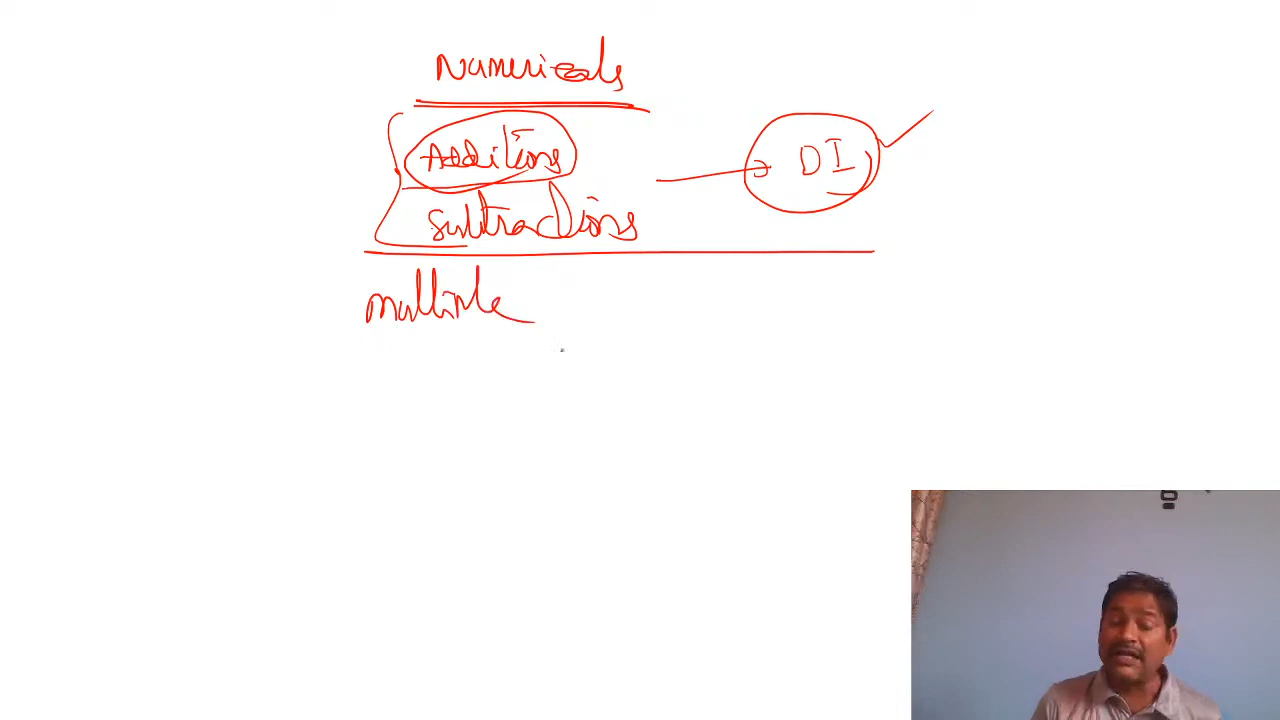 Numericals
Additions
DI
Subtractions
multiple